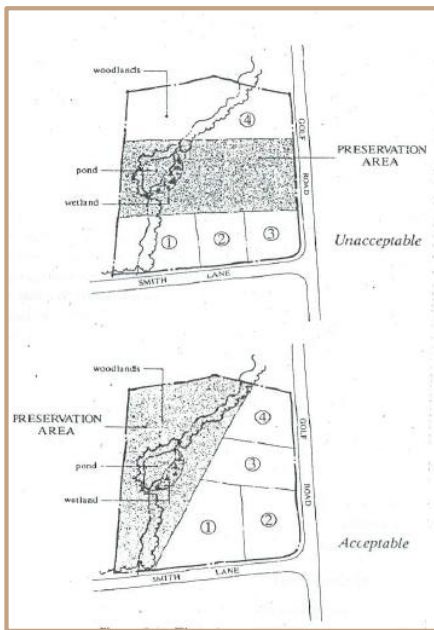 woodlands
④
GOLF ROAD
PRESERVATION
AREA
pond
wetland
①
②
③
Unacceptable
SMITH LANE
woodlands
PRESERVATION
AREA
④
GOLF ROAD
③
pond
wetland
①
②
Acceptable
SMITH LANE